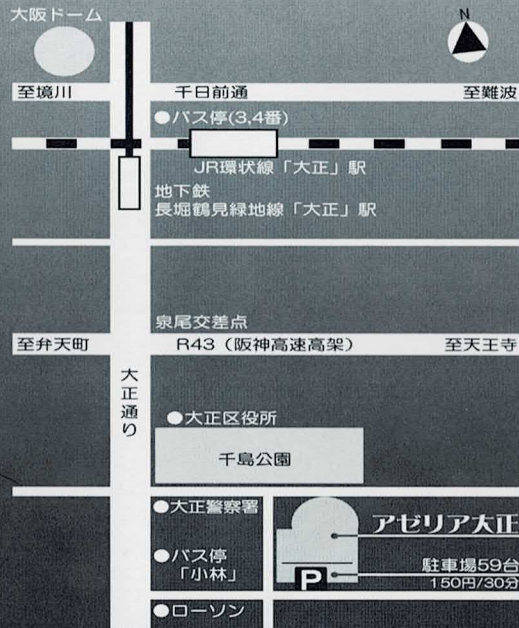 大阪ドーム
N
至境川 千日前通 至難波
●バス停(3,4番)
JR環状線「大正」駅
地下鉄
長堀鶴見緑地線「大正」駅
泉尾交差点
至弁天町 R43（阪神高速高架） 至天王寺
大正通り
●大正区役所
千島公園
●大正警察署
アゼリア大正
●バス停
「小林」
駐車場59台
150円/30分
P
●ローソン